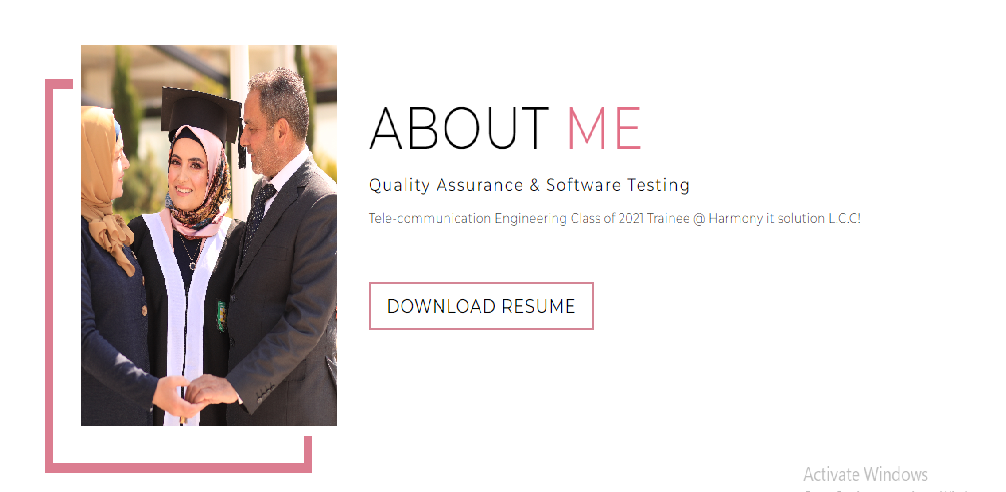 ABOUT ME
Quality Assurance & Software Testing
Tele-communication Engineering Class of 2021 Trainee @ Harmony it solution L.C.C!
DOWNLOAD RESUME
Activate Windows